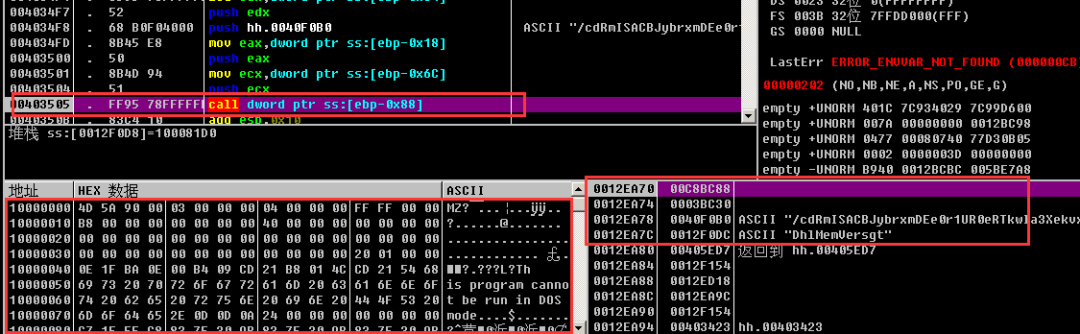 004034F7 . 52 push edx
004034F8 . 68 B0F04000 push hh.0040F0B0 ASCII "/cdRmISACBJybrxmDEe0r
004034FD . 8B45 E8 mov eax,dword ptr ss:[ebp-0x18]
00403500 . 50 push eax
00403501 . 8B4D 94 mov ecx,dword ptr ss:[ebp-0x6C]
00403504 . 51 push ecx
00403505 . FF95 78FFFFFF call dword ptr ss:[ebp-0x88]
0040350B . 83C4 10 add esp,0x10
堆栈 ss:[0012F0D8]=100081D0
DS 0023 32位 0(FFFFFFFF)
FS 003B 32位 7FFDD000(FFF)
GS 0000 NULL
LastErr ERROR_ENVVAR_NOT_FOUND (000000CB)
00000202 (NO,NB,NE,A,NS,PO,GE,G)
empty +UNORM 401C 7C934029 7C99D600
empty +UNORM 007A 00000000 0012BC98
empty +UNORM 0477 00080740 77D30B05
empty +UNORM 0002 0000003D 00000000
empty -UNORM B940 0012BCBC 005BE7A8
地址 HEX 数据 ASCII
10000000 4D 5A 90 00 03 00 00 00 04 00 00 00 FF FF 00 00
10000010 B8 00 00 00 00 00 00 00 40 00 00 00 00 00 00 00 ?.......@.......
10000020 00 00 00 00 00 00 00 00 00 00 00 00 00 00 00 00 ................
10000030 00 00 00 00 00 00 00 00 00 00 00 00 20 01 00 00
10000040 0E 1F BA 0E 00 B4 09 CD 21 B8 01 4C CD 21 54 68 ?.???L?Th
10000050 69 73 20 70 72 6F 67 72 61 6D 20 63 61 6E 6E 6F is program canno
10000060 74 20 62 65 20 72 75 6E 20 69 6E 20 44 4F 53 20 t be run in DOS
10000070 6D 6F 64 65 2E 0D 0D 0A 24 00 00 00 00 00 00 00 mode....$.......
0012EA70 00C8BC88
0012EA74 0003BC30
0012EA78 0040F0B0 ASCII "/cdRmISACBJybrxmDEe0r1UR0eRTkwIa3Xekv
0012EA7C 0012F0DC ASCII "DhlMemVersgt"
0012EA80 00405ED7 返回到 hh.00405ED7
0012EA84 0012F154
0012EA88 0012ED18
0012EA8C 0012EA9C
0012EA90 0012F154
0012EA94 00403423 hh.00403423